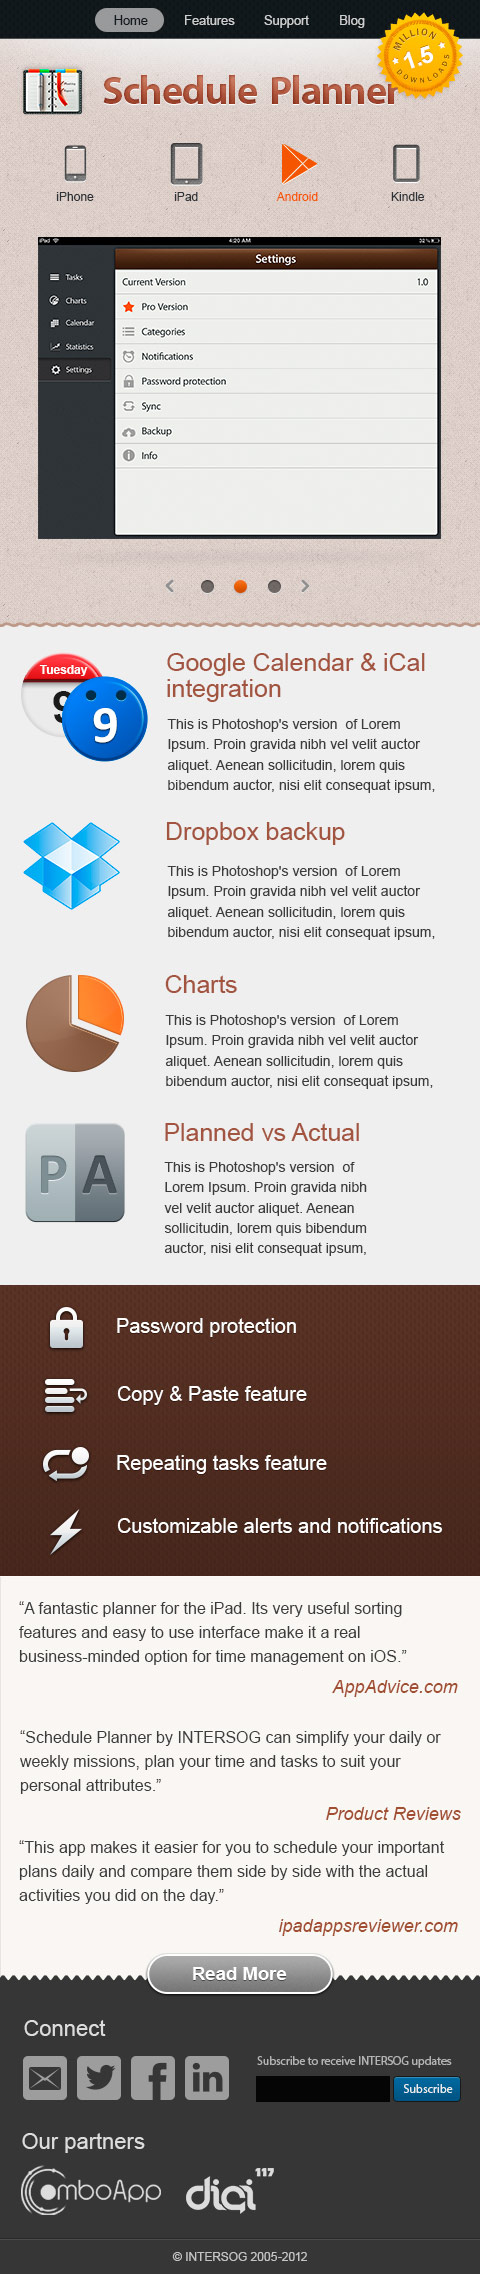 Home Features Support Blog
MILLION
1.5
DOWNLOADS
Schedule Planner
iPhone iPad Android Kindle
iPad 4:20 AM 32%
Settings
Tasks
Charts
Calendar
Statistics
Settings
Current Version 1.0
Pro Version
Categories
Notifications
Password protection
Sync
Backup
Info
Tuesday
9
9
Google Calendar & iCal
integration
This is Photoshop's version of Lorem
Ipsum. Proin gravida nibh vel velit auctor
aliquet. Aenean sollicitudin, lorem quis
bibendum auctor, nisi elit consequat ipsum,
Dropbox backup
This is Photoshop's version of Lorem
Ipsum. Proin gravida nibh vel velit auctor
aliquet. Aenean sollicitudin, lorem quis
bibendum auctor, nisi elit consequat ipsum,
Charts
This is Photoshop's version of Lorem
Ipsum. Proin gravida nibh vel velit auctor
aliquet. Aenean sollicitudin, lorem quis
bibendum auctor, nisi elit consequat ipsum,
P A
Planned vs Actual
This is Photoshop's version of
Lorem Ipsum. Proin gravida nibh
vel velit auctor aliquet. Aenean
sollicitudin, lorem quis bibendum
auctor, nisi elit consequat ipsum,
Password protection
Copy & Paste feature
Repeating tasks feature
Customizable alerts and notifications
“A fantastic planner for the iPad. Its very useful sorting
features and easy to use interface make it a real
business-minded option for time management on iOS.”
AppAdvice.com
“Schedule Planner by INTERSOG can simplify your daily or
weekly missions, plan your time and tasks to suit your
personal attributes.”
Product Reviews
“This app makes it easier for you to schedule your important
plans daily and compare them side by side with the actual
activities you did on the day.”
ipadappsreviewer.com
Read More
Connect
Subscribe to receive INTERSOG updates
Subscribe
Our partners
ComboApp digi117
© INTERSOG 2005-2012